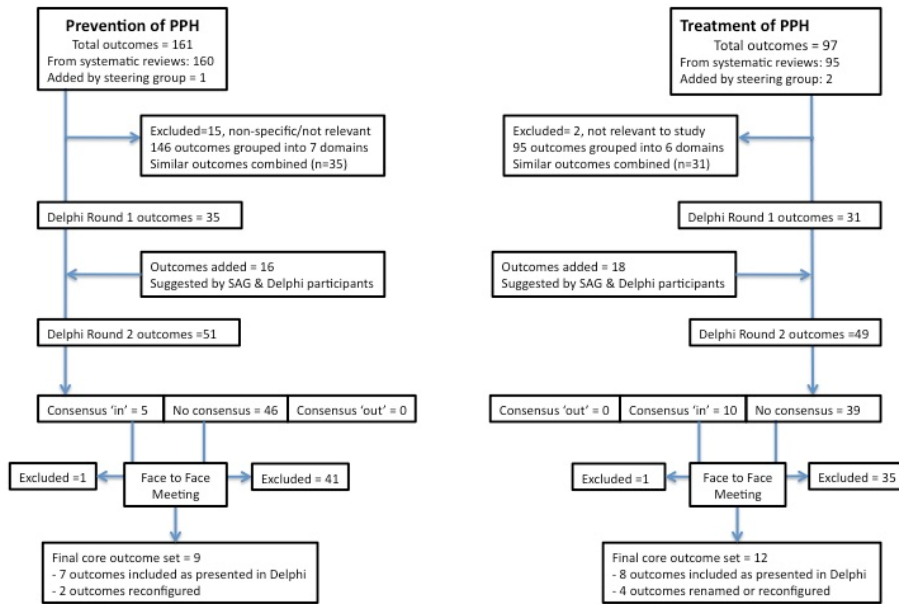 Prevention of PPH
Total outcomes = 161
From systematic reviews: 160
Added by steering group = 1
Excluded=15, non-specific/not relevant
146 outcomes grouped into 7 domains
Similar outcomes combined (n=35)
Delphi Round 1 outcomes = 35
Outcomes added = 16
Suggested by SAG & Delphi participants
Delphi Round 2 outcomes =51
Consensus ‘in’ = 5
No consensus = 46
Consensus ‘out’ = 0
Excluded =1
Face to Face
Meeting
Excluded = 41
Final core outcome set = 9
- 7 outcomes included as presented in Delphi
- 2 outcomes reconfigured
Treatment of PPH
Total outcomes = 97
From systematic reviews: 95
Added by steering group: 2
Excluded= 2, not relevant to study
95 outcomes grouped into 6 domains
Similar outcomes combined (n=31)
Delphi Round 1 outcomes = 31
Outcomes added = 18
Suggested by SAG & Delphi participants
Delphi Round 2 outcomes =49
Consensus ‘out’ = 0
Consensus ‘in’ = 10
No consensus = 39
Excluded =1
Face to Face
Meeting
Excluded = 35
Final core outcome set = 12
- 8 outcomes included as presented in Delphi
- 4 outcomes renamed or reconfigured